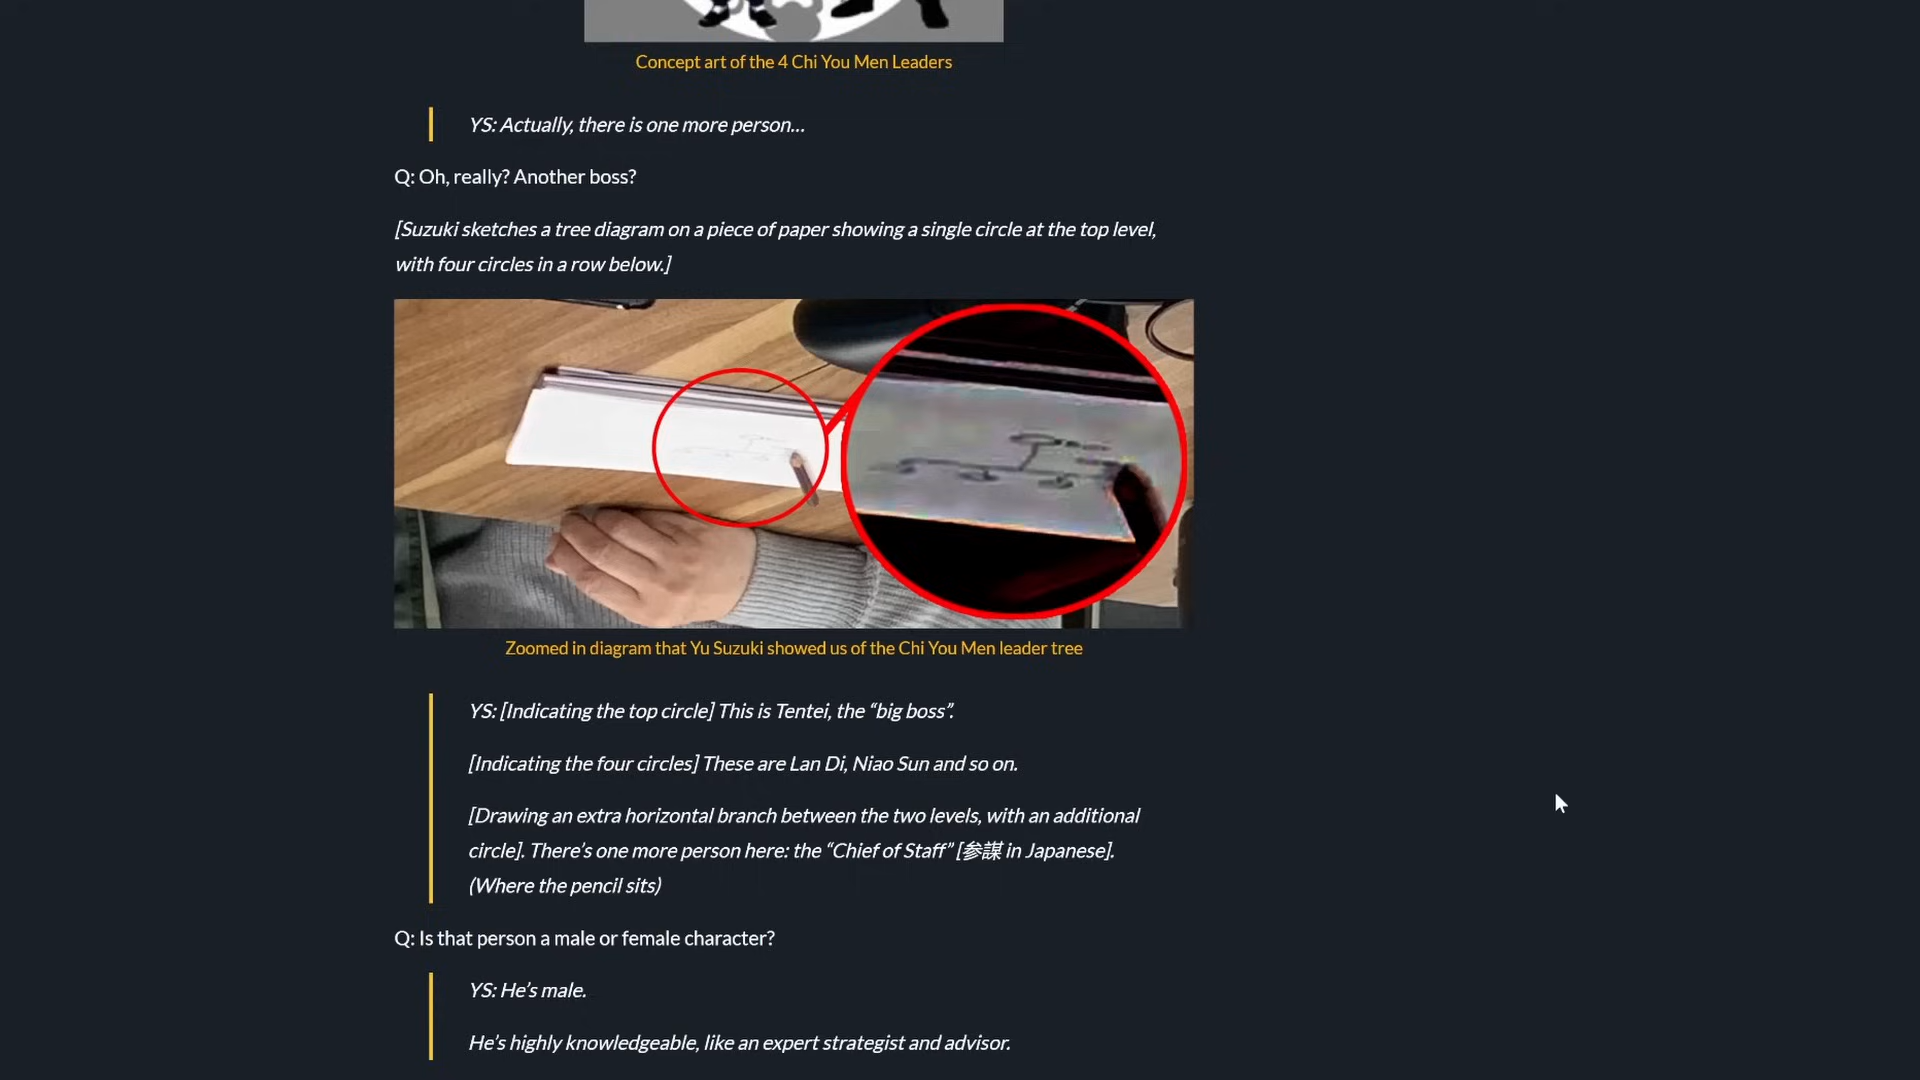 Concept art of the 4 Chi You Men Leaders
YS: Actually, there is one more person...
Q: Oh, really? Another boss?
[Suzuki sketches a tree diagram on a piece of paper showing a single circle at the top level,
with four circles in a row below.]
Zoomed in diagram that Yu Suzuki showed us of the Chi You Men leader tree
YS: [Indicating the top circle] This is Tentei, the “big boss”.
[Indicating the four circles] These are Lan Di, Niao Sun and so on.
[Drawing an extra horizontal branch between the two levels, with an additional
circle]. There’s one more person here: the “Chief of Staff” [参謀 in Japanese].
(Where the pencil sits)
Q: Is that person a male or female character?
YS: He’s male.
He’s highly knowledgeable, like an expert strategist and advisor.